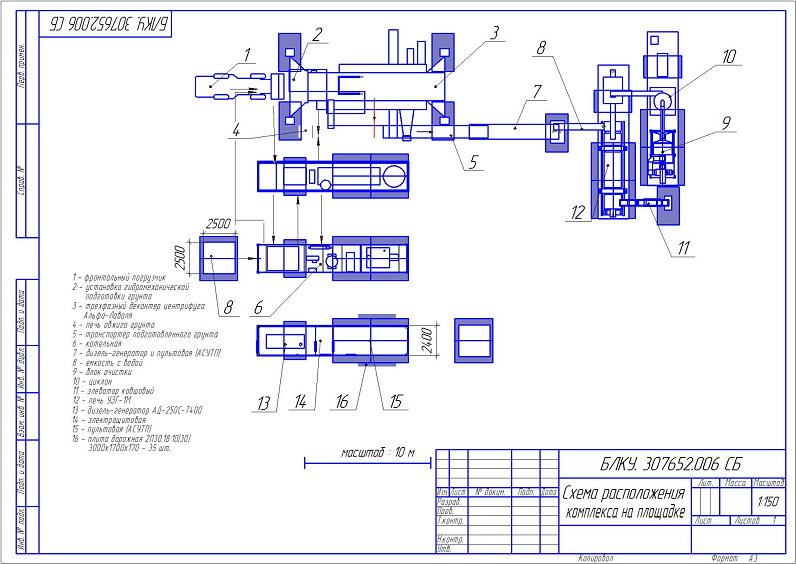 БЛКУ 307652006 СБ
Перв. примен.
Справ. №
Подп. и дата
Инв. № дубл.
Взам. инв. №
Подп. и дата
Инв. № подл.
1
2
3
4
5
6
7
8
8
9
10
11
12
13
14
15
16
2500
2500
2400
1 - фронтольный погрузчик
2 - установка гидромеханической
подготовки грунта
3 - трехфазный декантер центрифуга
Альфа-Лаваля
4 - печь обжига грунта
5 - транспортер подготовленного грунта
6 - котельная
7 - дизель-генератор и пультовая (АСУТП)
8 - емкость с водой
9 - блок очистки
10 - циклон
11 - элеватор ковшовый
12 - печь УЗГ-1М
13 - дизель-генератор АД-250С-Т400
14 - электрощитовая
15 - пультовая (АСУТП)
16 - плита дорожная 2П30.18-10(30)
3000х1700х170 - 35 шт.
масштаб : 10 м
БЛКУ. 307652.006 СБ
Схема расположения
комплекса на площадке
Лит. Масса Масштаб
1:150
Лист Листов 1
Изм Лист № докум. Подп. Дата
Разраб.
Пров.
Т.контр.
Н.контр.
Утв.
Копировал Формат А3